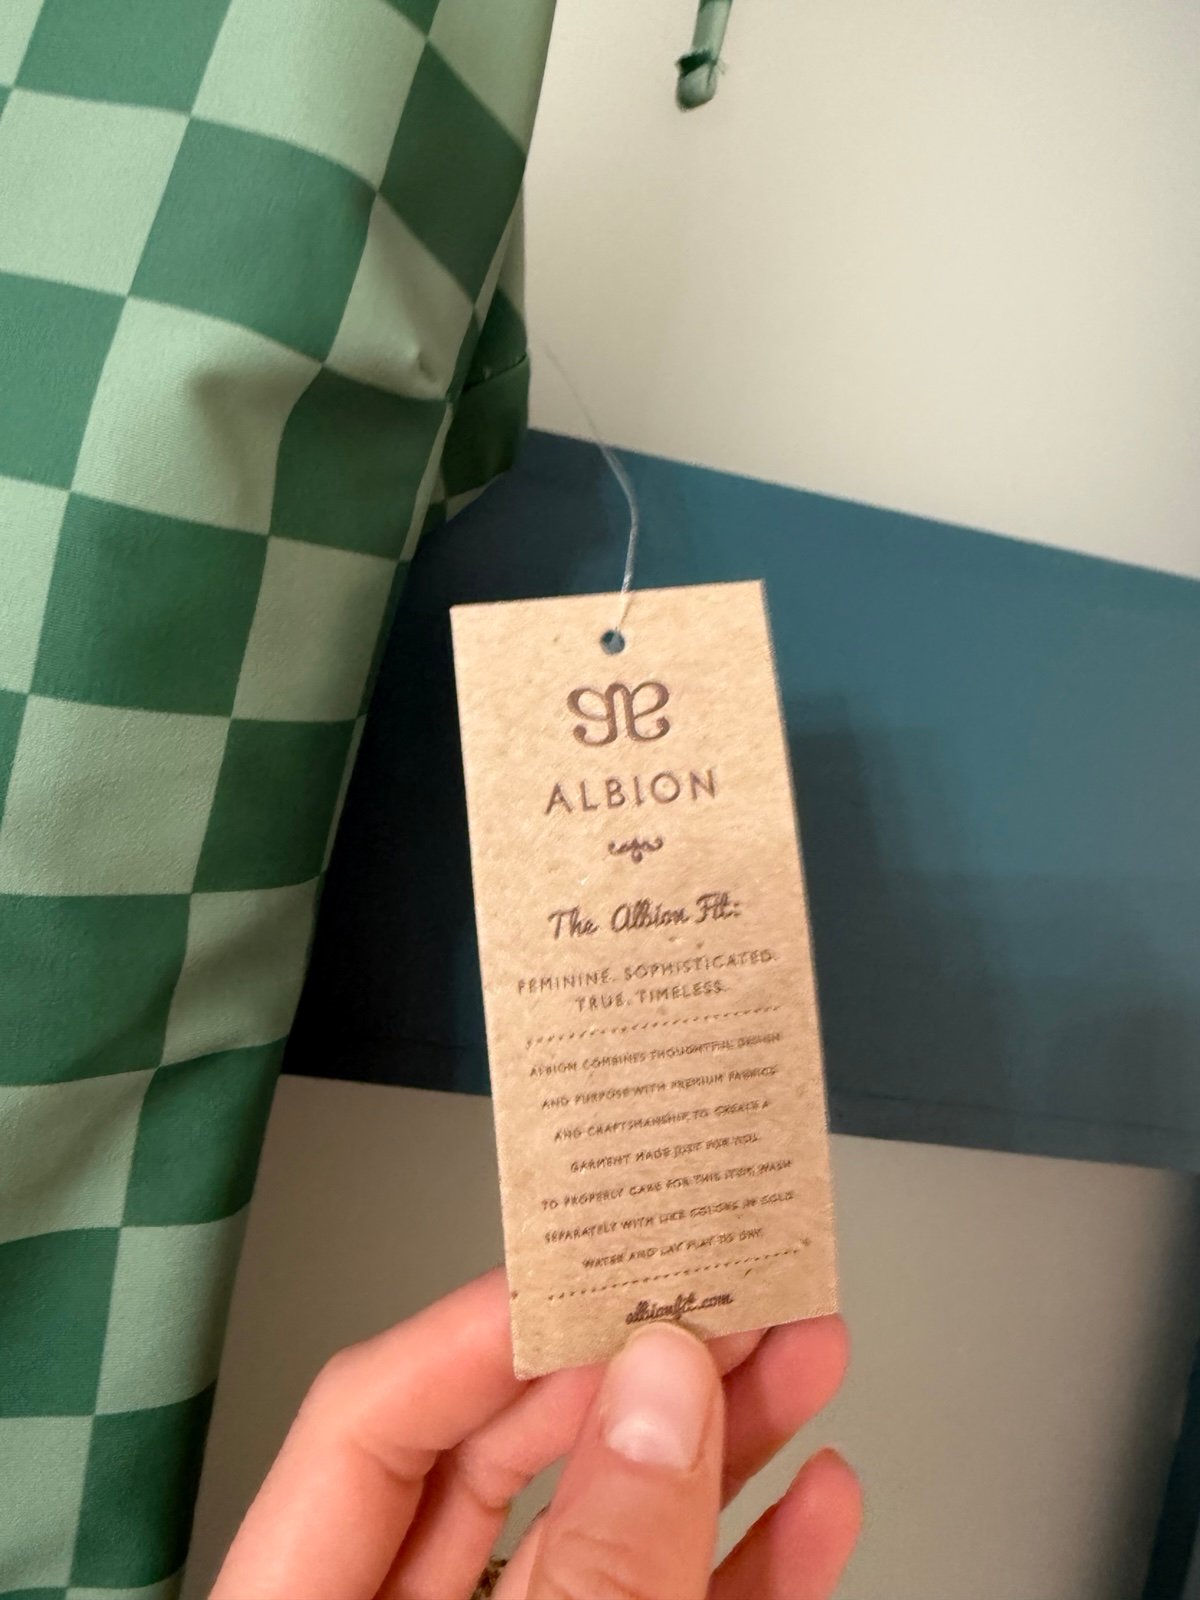 ALBION
The Albion Fit:
FEMININE. SOPHISTICATED.
TRUE. TIMELESS.
ALBION COMBINES THOUGHTFUL DESIGN
AND PURPOSE WITH PREMIUM FABRICS
AND CRAFTSMANSHIP TO CREATE A
GARMENT MADE JUST FOR YOU.
TO PROPERLY CARE FOR THIS ITEM, WASH
SEPARATELY WITH LIKE COLORS IN COLD
WATER AND LAY FLAT TO DRY.
albionfit.com